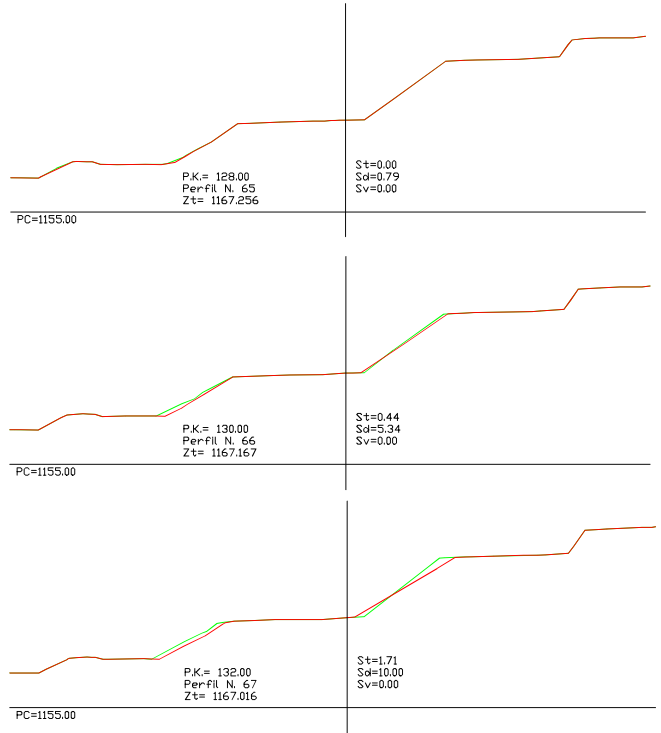 P.K.= 128.00
Perfil N. 65
Zt= 1167.256
St=0.00
Sd=0.79
Sv=0.00
PC=1155.00
P.K.= 130.00
Perfil N. 66
Zt= 1167.167
St=0.44
Sd=5.34
Sv=0.00
PC=1155.00
P.K.= 132.00
Perfil N. 67
Zt= 1167.016
St=1.71
Sd=10.00
Sv=0.00
PC=1155.00